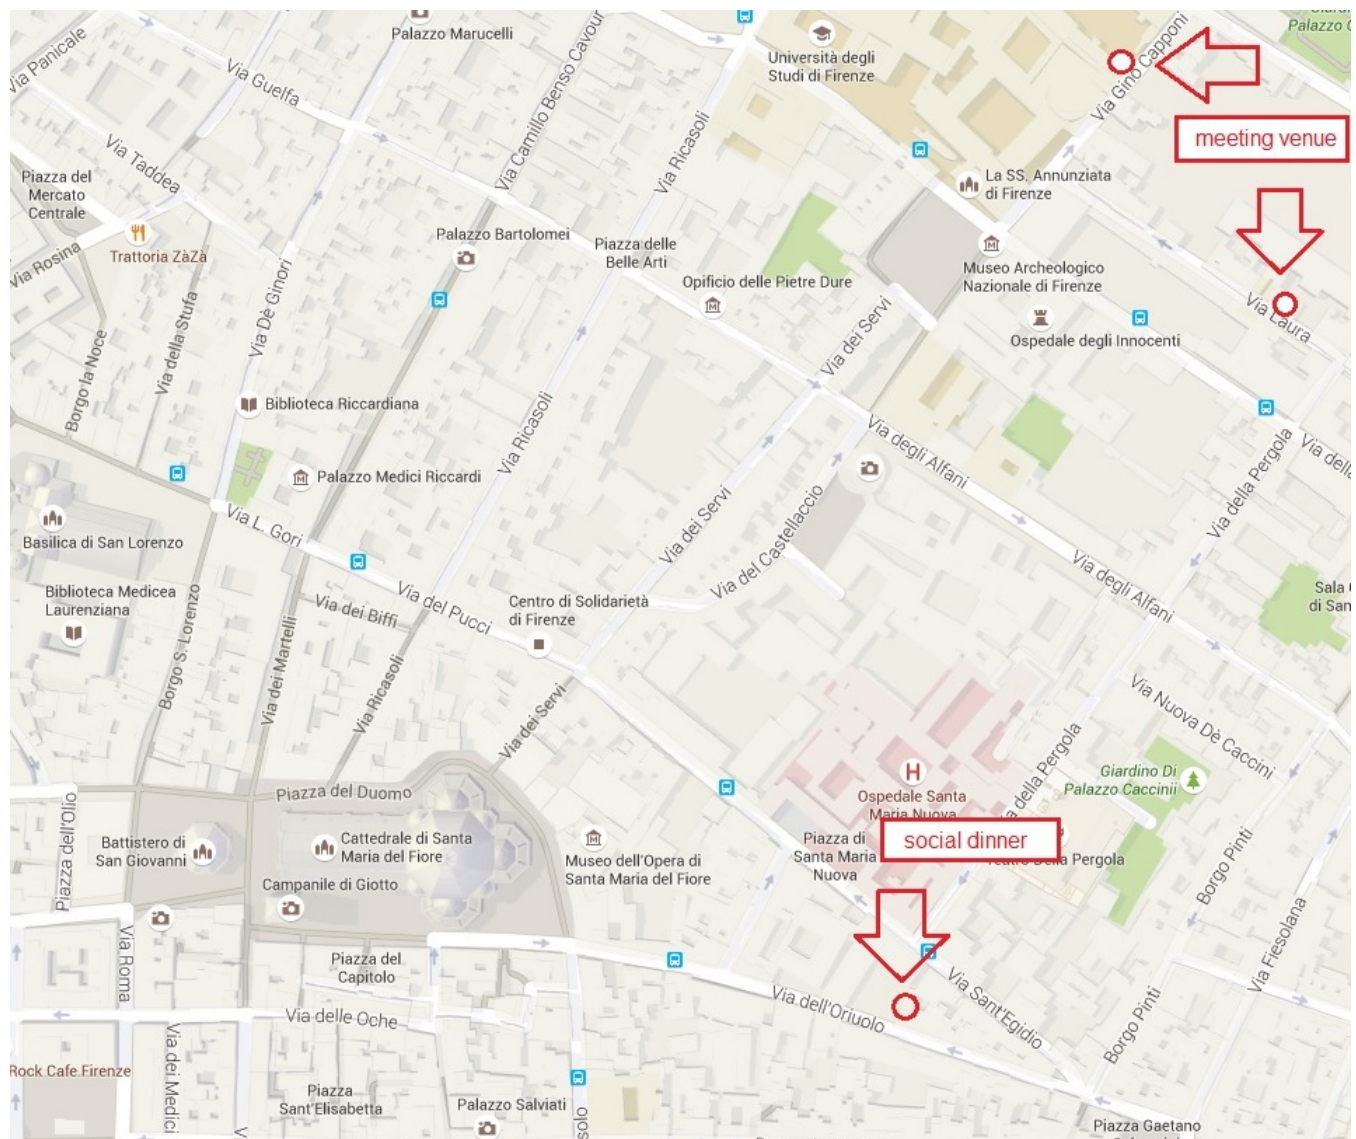 Via Panicale
Palazzo Marucelli
Via Guelfa
Via Camillo Benso Cavour
Università degli
Studi di Firenze
Via Gino Capponi
Palazzo
meeting venue
Via Taddea
Via Ricasoli
La SS. Annunziata
di Firenze
Piazza del
Mercato
Centrale
Via Rosina
Trattoria ZàZà
Palazzo Bartolomei
Piazza delle
Belle Arti
Opificio delle Pietre Dure
Museo Archeologico
Nazionale di Firenze
Via Laura
Ospedale degli Innocenti
Via Dè Ginori
Via della Stufa
Borgo la Noce
Via dei Servi
Biblioteca Riccardiana
Via Ricasoli
Via degli Alfani
Via della Pergola
Via della
Palazzo Medici Riccardi
Via L. Gori
Basilica di San Lorenzo
Via dei Servi
Via del Castellaccio
Via degli Alfani
Biblioteca Medicea
Laurenziana
Via dei Biffi
Via del Pucci
Centro di Solidarietà
di Firenze
Sala
di San
Borgo S. Lorenzo
Via dei Martelli
Via Ricasoli
Via dei Servi
Via Nuova Dè Caccini
della Pergola
Giardino Di
Palazzo Caccinii
H
Ospedale Santa
Maria Nuova
Piazza del Duomo
Piazza dell'Olio
Battistero di
San Giovanni
Cattedrale di Santa
Maria del Fiore
Museo dell'Opera di
Santa Maria del Fiore
Piazza di
Santa Maria
Nuova
social dinner
Teatro Della Pergola
Campanile di Giotto
Borgo Pinti
Via Fiesolana
Via Roma
Piazza del
Capitolo
Via dell'Oriuolo
Via Sant'Egidio
Borgo Pinti
Via delle Oche
Via dei Medici
Rock Cafe Firenze
Piazza
Sant'Elisabetta
Palazzo Salviati
Piazza Gaetano